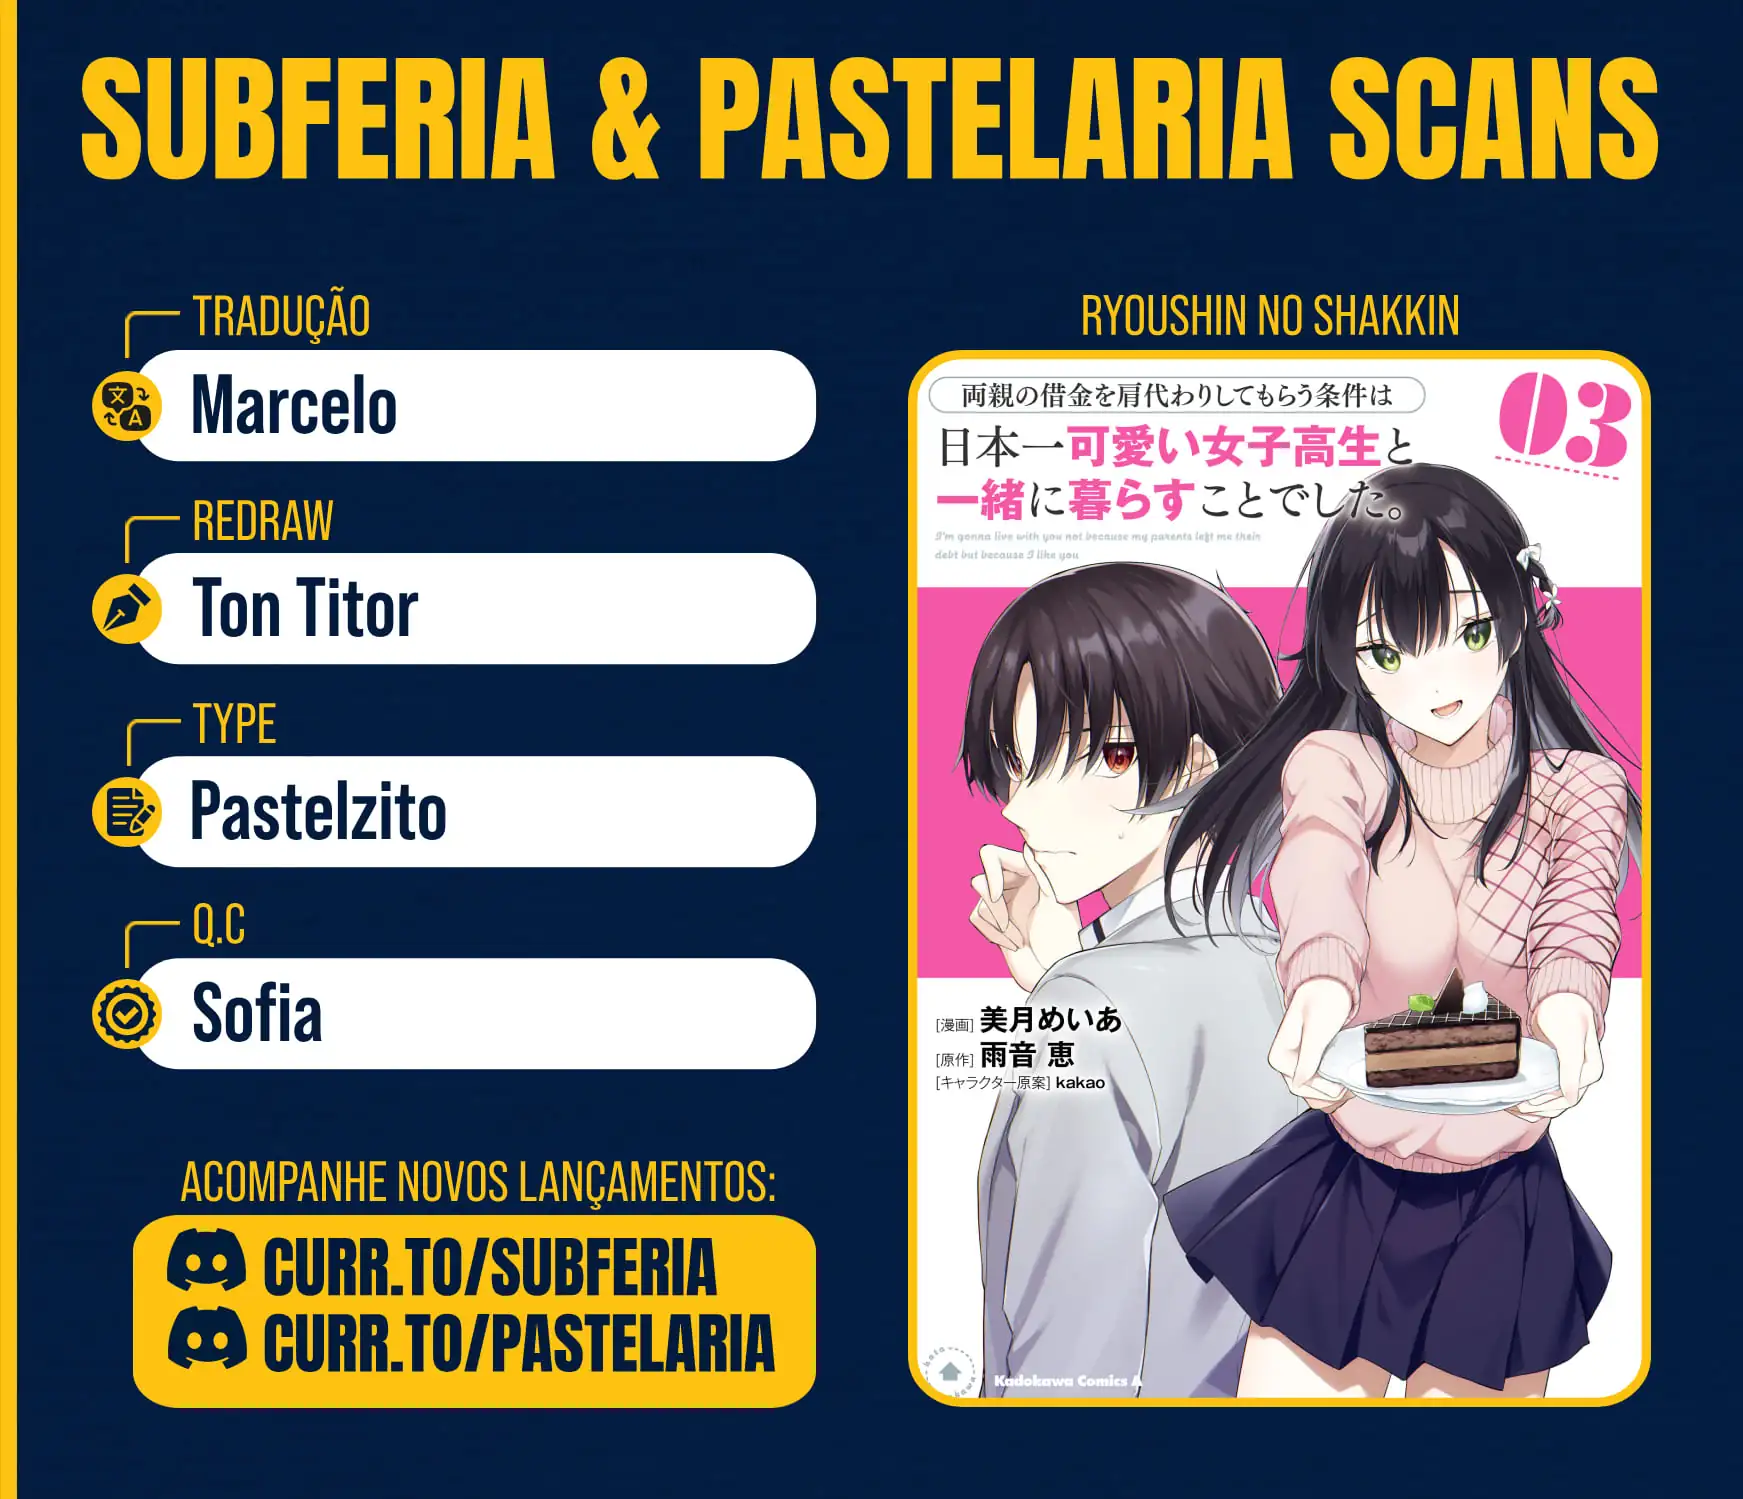 SUBFERIA & PASTELARIA SCANS
TRADUÇÃO
Marcelo
REDRAW
Ton Titor
TYPE
Pastelzito
Q.C
Sofia
ACOMPANHE NOVOS LANÇAMENTOS:
CURR.TO/SUBFERIA
CURR.TO/PASTELARIA
RYOUSHIN NO SHAKKIN
両親の借金を肩代わりしてもらう条件は
03
日本一可愛い女子高生と
一緒に暮らすことでした。
I'm gonna live with you not because my parents left me their
debt but because I like you
[漫画] 美月めいあ
[原作] 雨音 恵
[キャラクター原案] kakao
Kadokawa Comics A